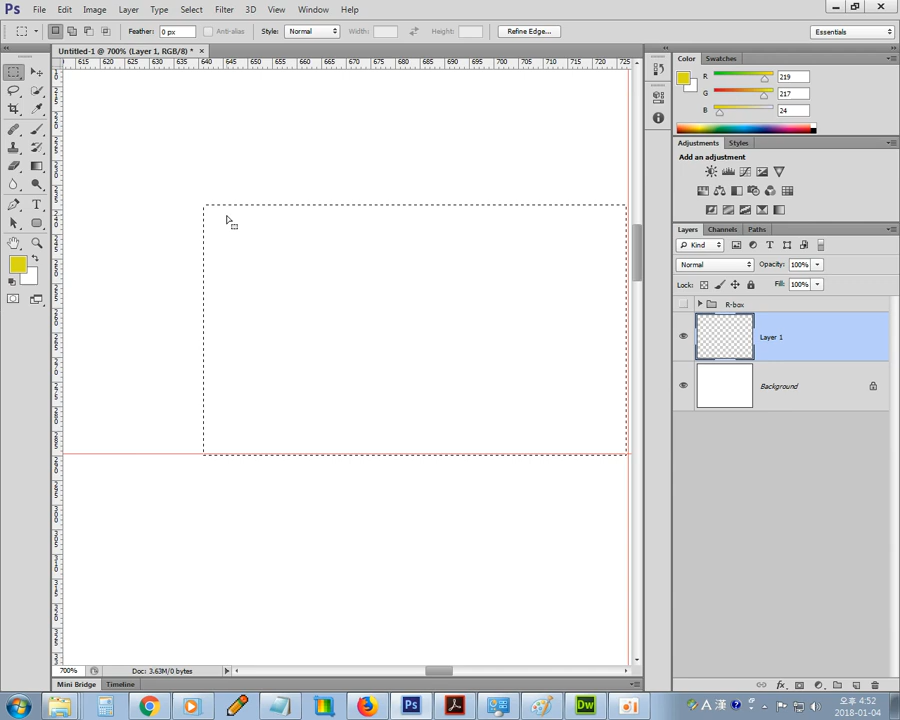 Ps File Edit Image Layer Type Select Filter 3D View Window Help
Feather: 0 px Anti-alias Style: Normal Width: Height: Refine Edge... Essentials
Untitled-1 @ 700% (Layer 1, RGB/8) * ×
615 620 625 630 635 640 645 650 655 660 665 670 675 680 685 690 695 700 705 710 715 720 725
Color Swatches
R 219
G 217
B 24
Adjustments Styles
Add an adjustment
Layers Channels Paths
Kind
Normal Opacity: 100%
Lock: Fill: 100%
R-box
Layer 1
Background
700% Doc: 3.63M/0 bytes
Mini Bridge Timeline
Ps Dw A 漢
오후 4:52
2018-01-04